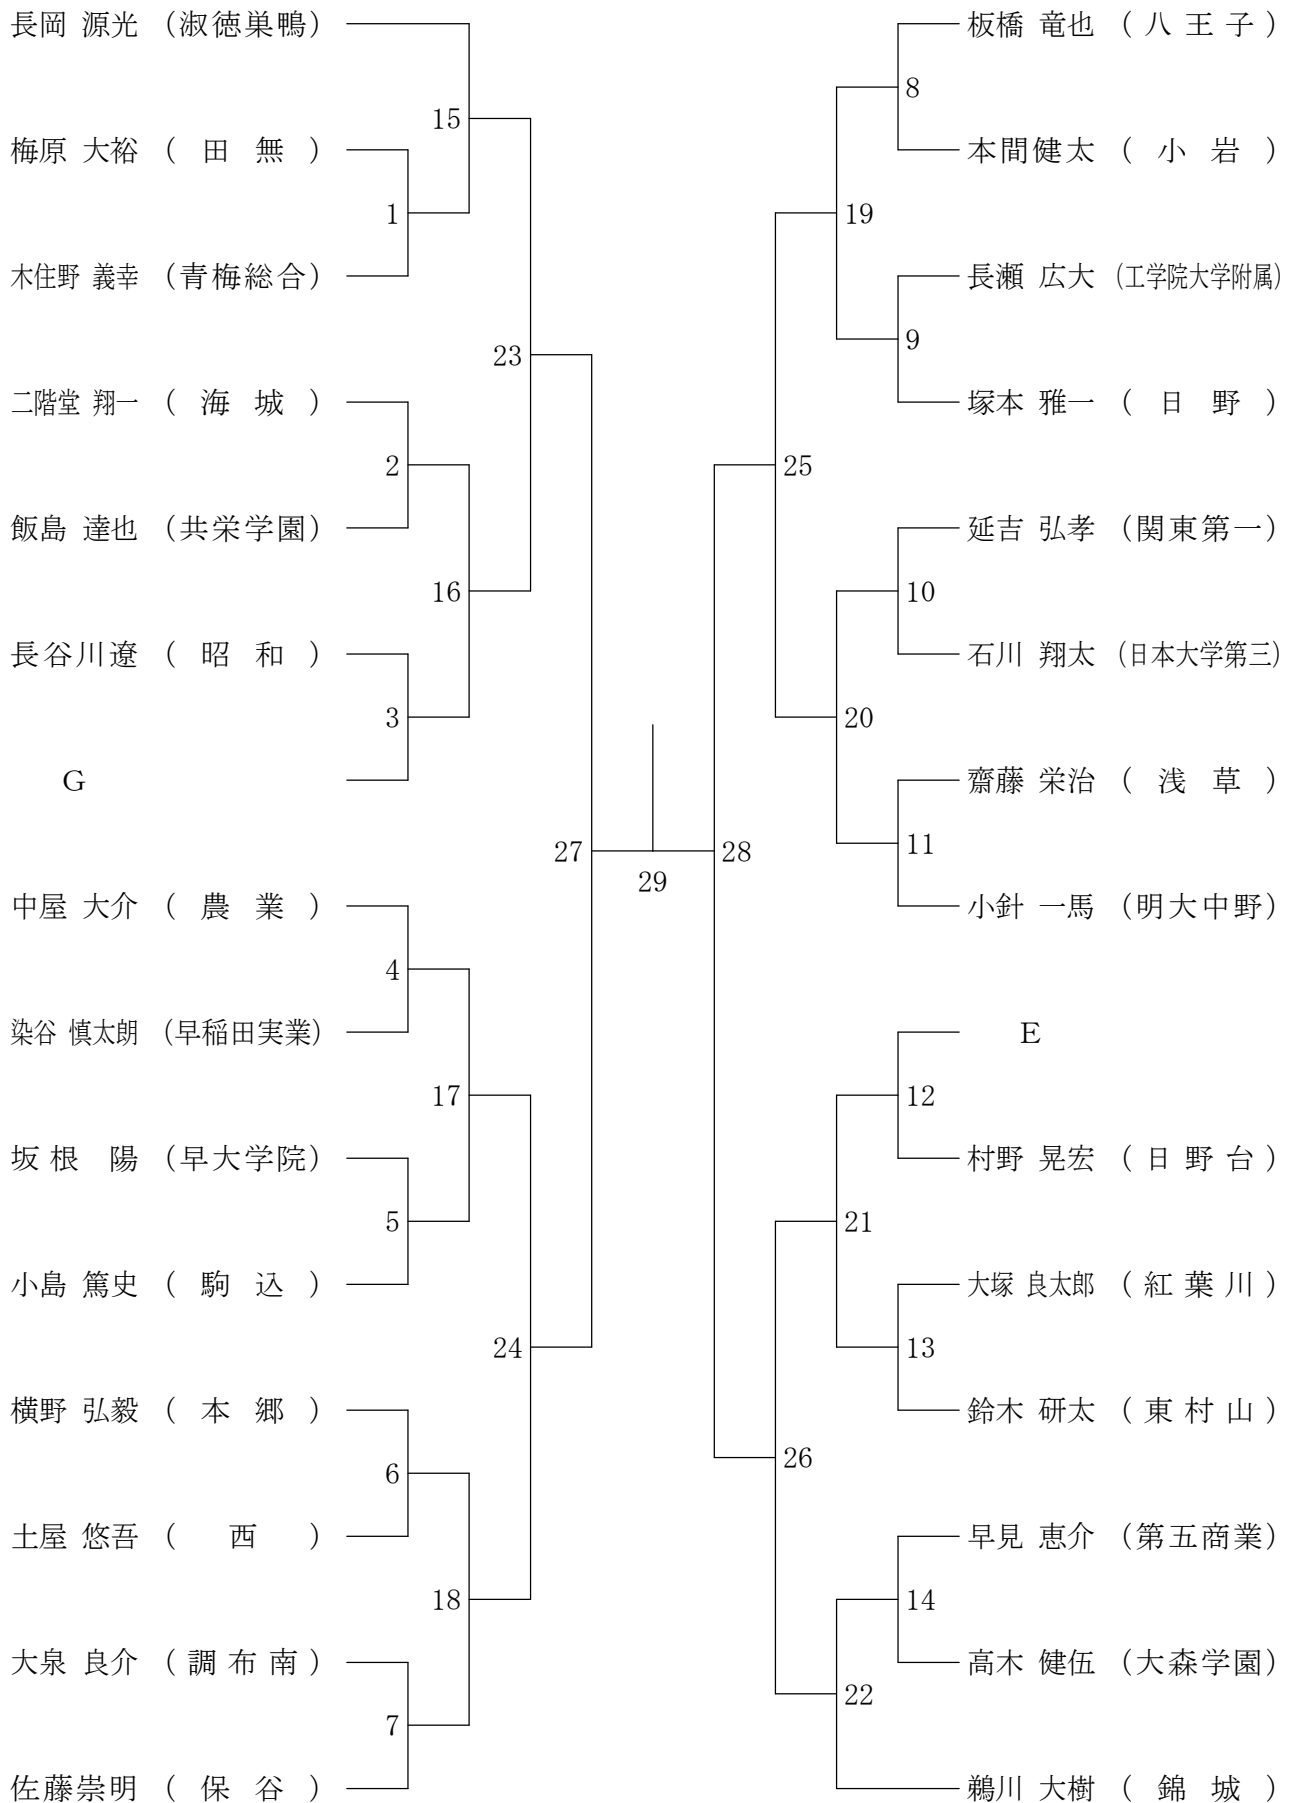 長岡 源光 （淑徳巣鴨）
15
梅原 大裕 （ 田 無 ）
1
木住野 義幸 （青梅総合）
23
二階堂 翔一 （ 海 城 ）
2
飯島 達也 （共栄学園）
16
長谷川遼 （ 昭 和 ）
3
G
27
中屋 大介 （ 農 業 ）
4
染谷 慎太朗 （早稲田実業）
17
坂根 陽 （早大学院）
5
小島 篤史 （ 駒 込 ）
24
横野 弘毅 （ 本 郷 ）
6
土屋 悠吾 （ 西 ）
18
大泉 良介 （ 調 布 南 ）
7
佐藤崇明 （ 保 谷 ）
29
板橋 竜也 （ 八 王 子 ）
8
本間健太 （ 小 岩 ）
19
長瀬 広大 （工学院大学附属）
9
塚本 雅一 （ 日 野 ）
25
延吉 弘孝 （関東第一）
10
石川 翔太 （日本大学第三）
20
齋藤 栄治 （ 浅 草 ）
11
28
小針 一馬 （明大中野）
E
12
村野 晃宏 （ 日 野 台 ）
21
大塚 良太郎 （ 紅 葉 川 ）
13
鈴木 研太 （ 東 村 山 ）
26
早見 恵介 （第五商業）
14
高木 健伍 （大森学園）
22
鵜川 大樹 （ 錦 城 ）